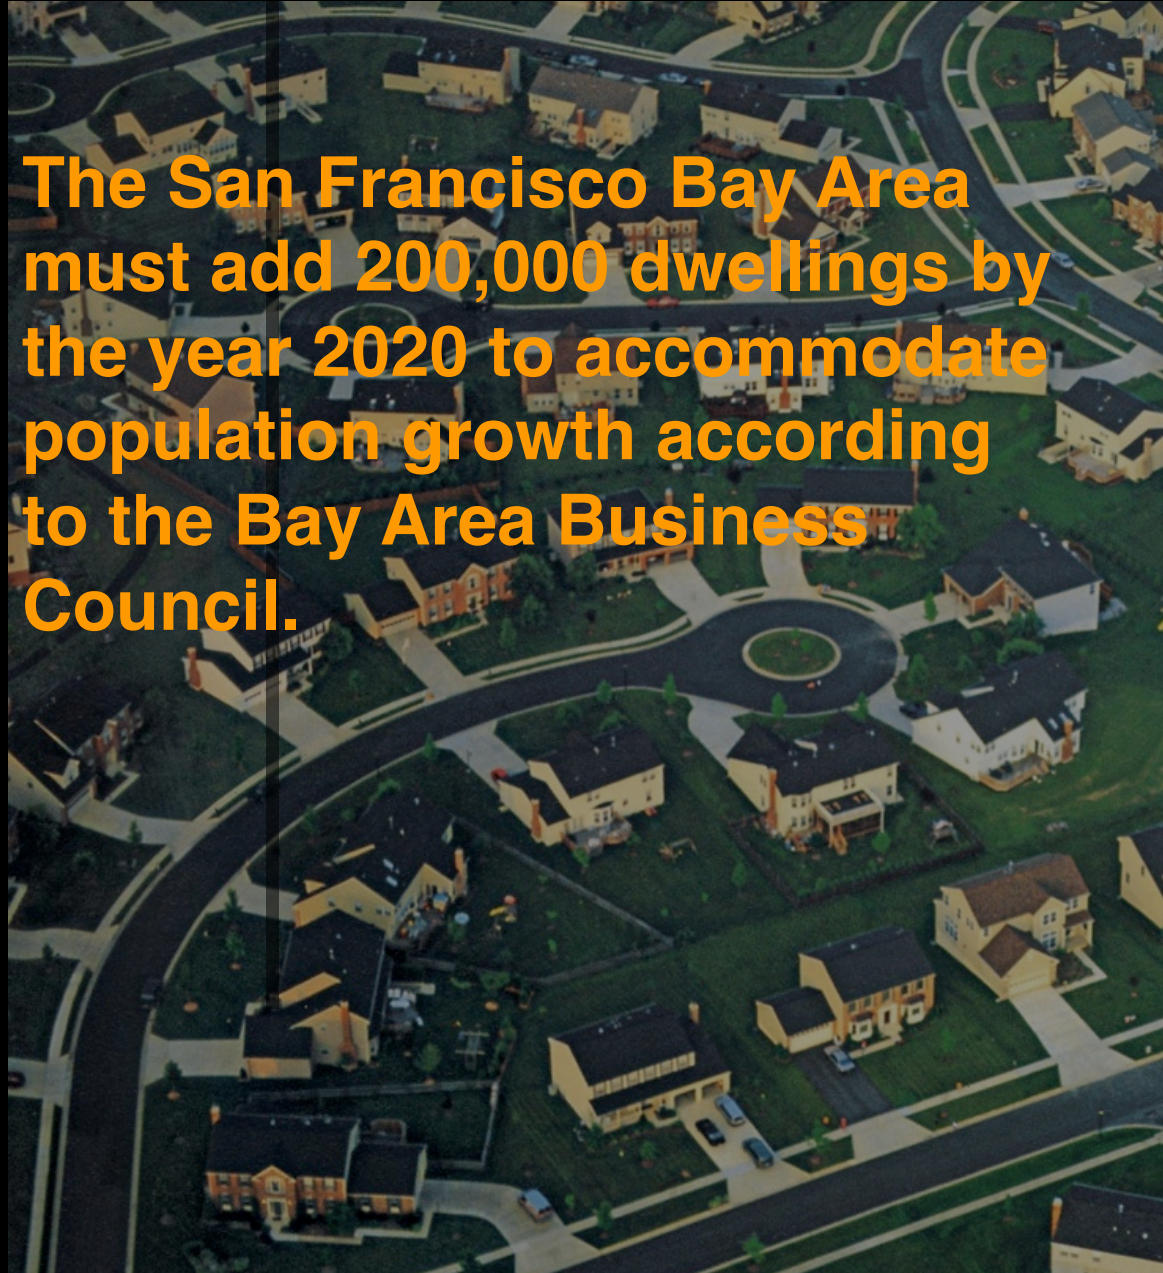 The San Francisco Bay Area
must add 200,000 dwellings by
the year 2020 to accommodate
population growth according
to the Bay Area Business
Council.